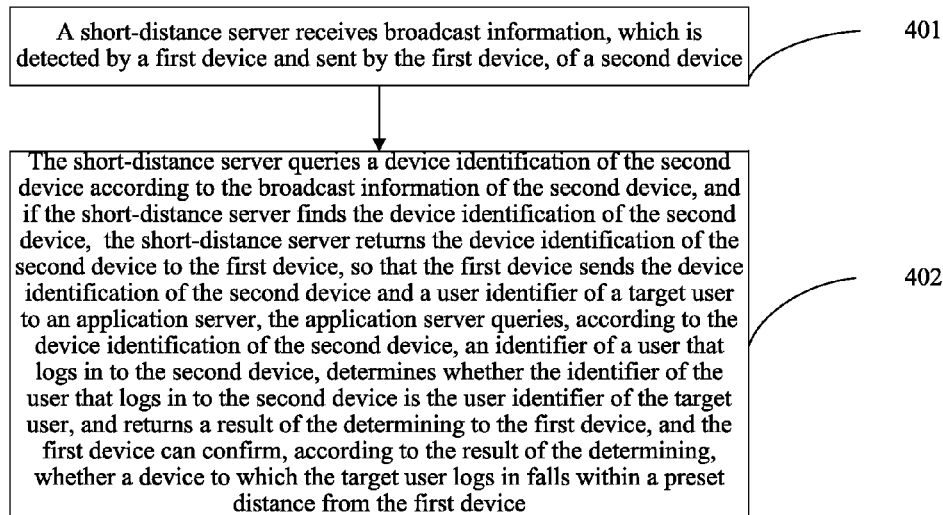 A short-distance server receives broadcast information, which is
detected by a first device and sent by the first device, of a second device
401
The short-distance server queries a device identification of the second
device according to the broadcast information of the second device, and
if the short-distance server finds the device identification of the second
device, the short-distance server returns the device identification of the
second device to the first device, so that the first device sends the device
identification of the second device and a user identifier of a target user
to an application server, the application server queries, according to the
device identification of the second device, an identifier of a user that
logs in to the second device, determines whether the identifier of the
user that logs in to the second device is the user identifier of the target
user, and returns a result of the determining to the first device, and the
first device can confirm, according to the result of the determining,
whether a device to which the target user logs in falls within a preset
distance from the first device
402